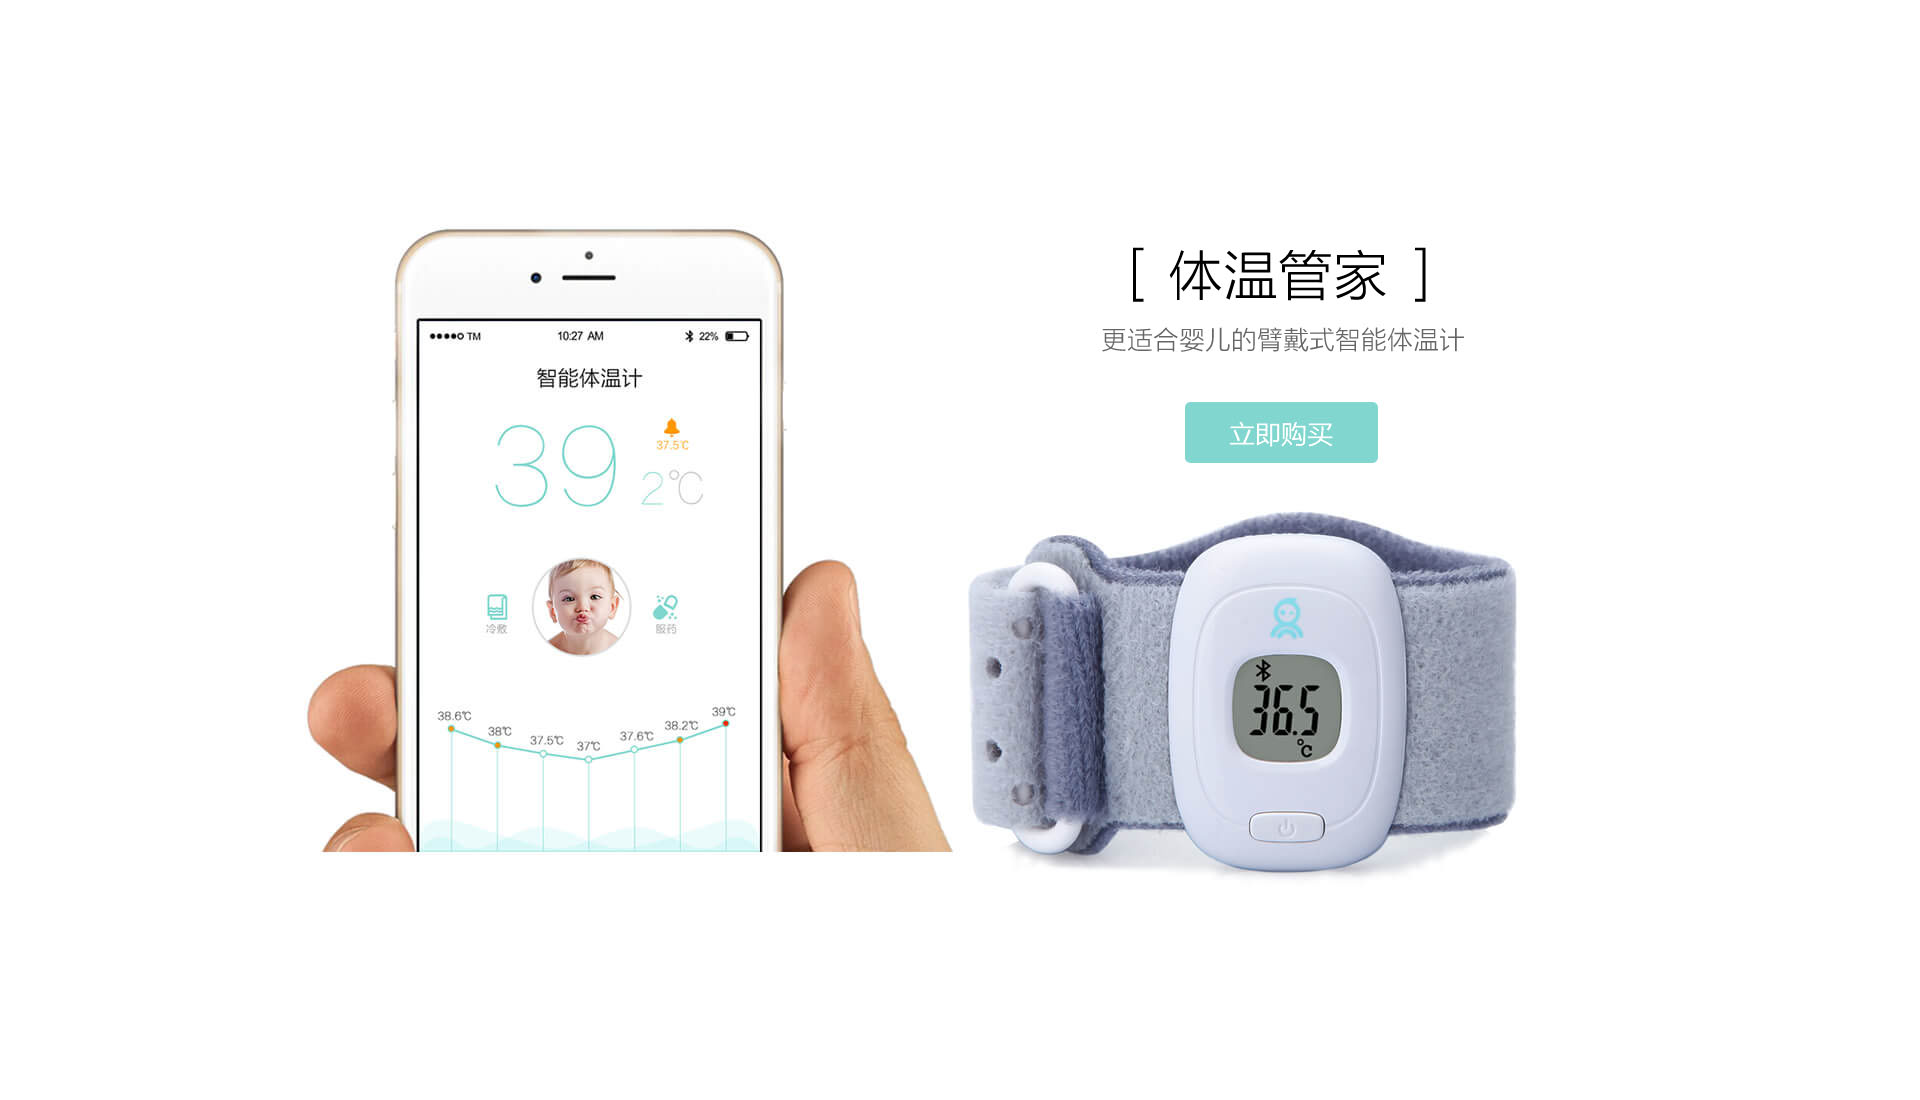 ●●●●○ TM 10:27 AM 22%
智能体温计
37.5℃
39 2℃
冷敷
服药
38.6℃ 38℃ 37.5℃ 37℃ 37.6℃ 38.2℃ 39℃
[ 体温管家 ]
更适合婴儿的臂戴式智能体温计
立即购买
36.5
℃